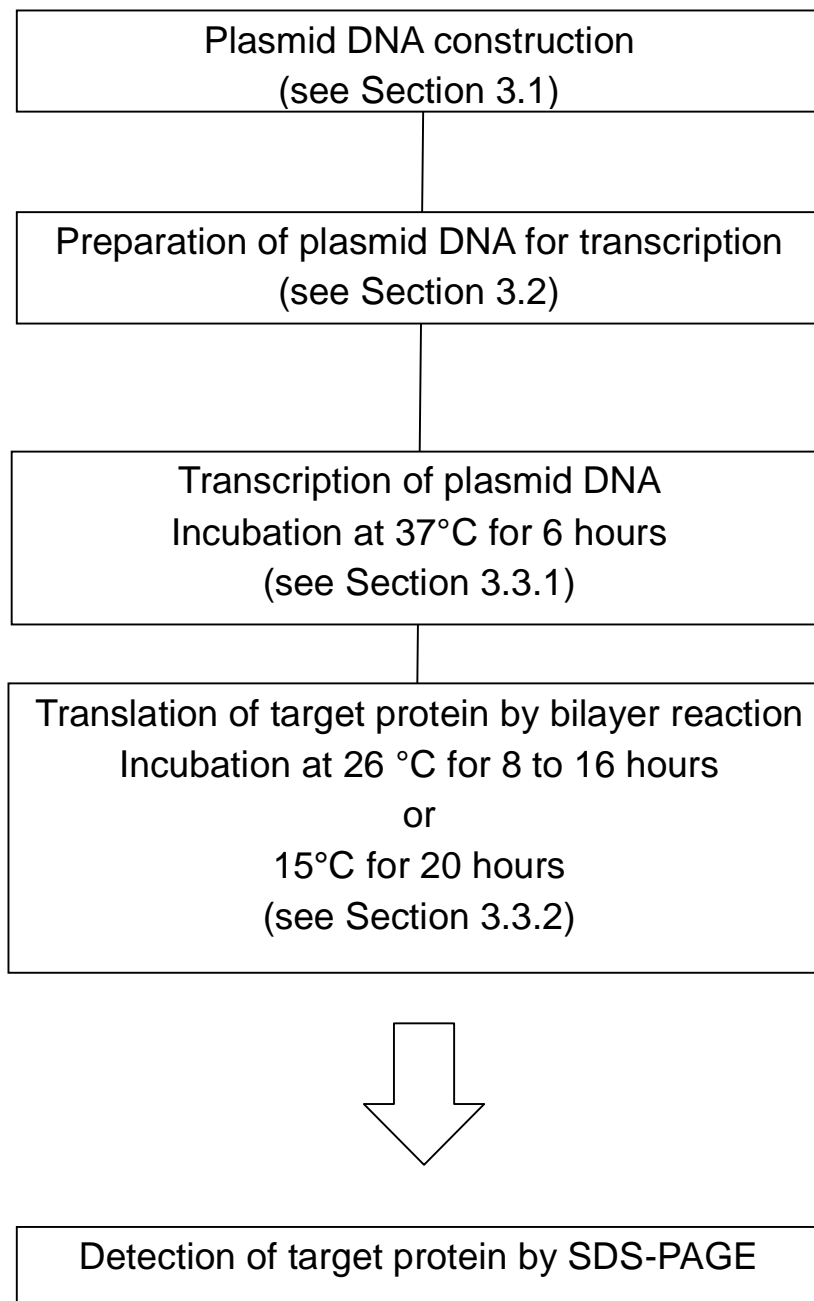 Plasmid DNA construction
(see Section 3.1)
Preparation of plasmid DNA for transcription
(see Section 3.2)
Transcription of plasmid DNA
Incubation at 37°C for 6 hours
(see Section 3.3.1)
Translation of target protein by bilayer reaction
Incubation at 26 °C for 8 to 16 hours
or
15°C for 20 hours
(see Section 3.3.2)
Detection of target protein by SDS-PAGE